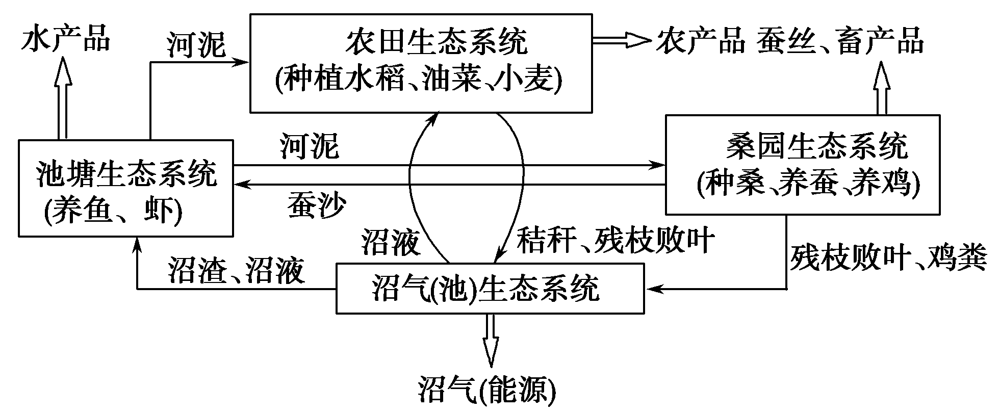 水产品
河泥
农田生态系统
(种植水稻、油菜、小麦)
农产品 蚕丝、畜产品
池塘生态系统
(养鱼、虾)
河泥
蚕沙
桑园生态系统
(种桑、养蚕、养鸡)
沼液
秸秆、残枝败叶
残枝败叶、鸡粪
沼渣、沼液
沼气(池)生态系统
沼气(能源)